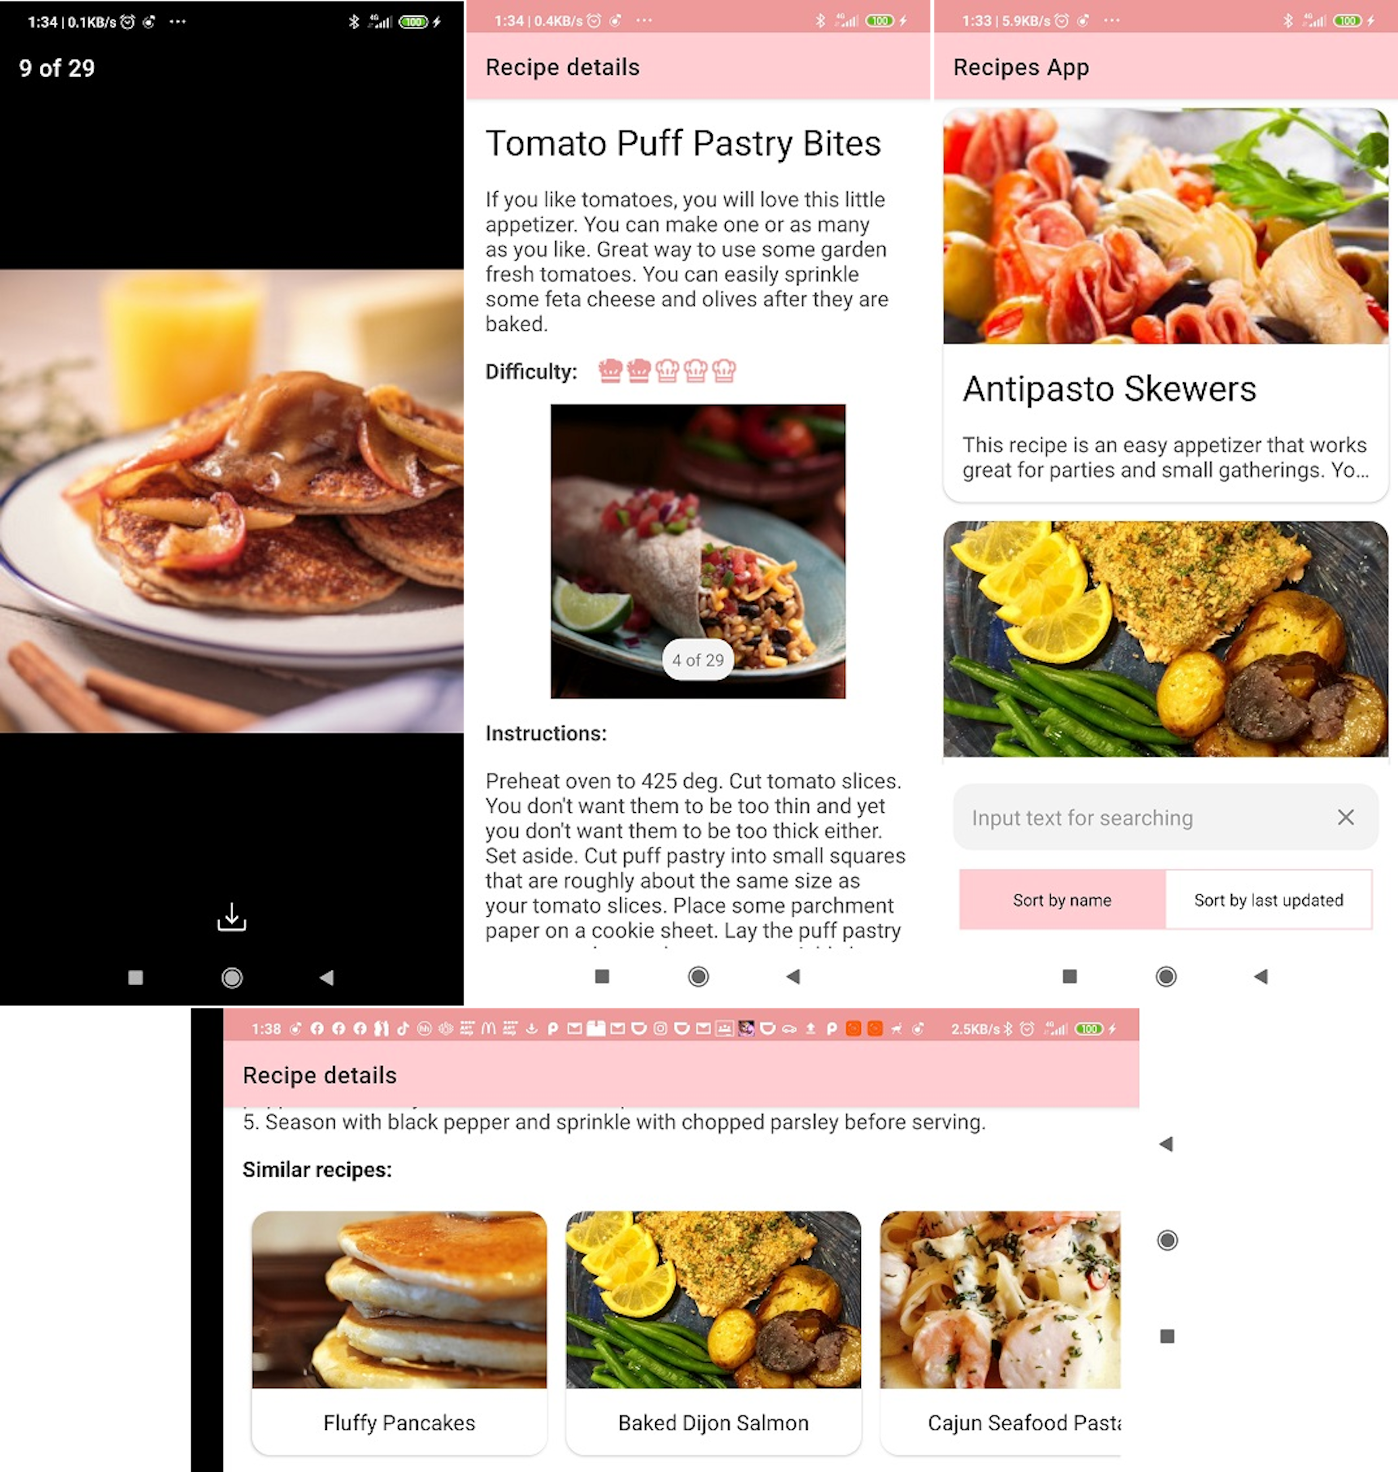 1:34 | 0.1KB/s ...
4G 100
9 of 29
1:34 | 0.4KB/s ...
4G 100
Recipe details
Tomato Puff Pastry Bites
If you like tomatoes, you will love this little
appetizer. You can make one or as many
as you like. Great way to use some garden
fresh tomatoes. You can easily sprinkle
some feta cheese and olives after they are
baked.
Difficulty:
4 of 29
Instructions:
Preheat oven to 425 deg. Cut tomato slices.
You don't want them to be too thin and yet
you don't want them to be too thick either.
Set aside. Cut puff pastry into small squares
that are roughly about the same size as
your tomato slices. Place some parchment
paper on a cookie sheet. Lay the puff pastry
1:33 | 5.9KB/s ...
4G 100
Recipes App
Antipasto Skewers
This recipe is an easy appetizer that works
great for parties and small gatherings. Yo...
Input text for searching
Sort by name
Sort by last updated
1:38
2.5KB/s 4G 100
Recipe details
5. Season with black pepper and sprinkle with chopped parsley before serving.
Similar recipes:
Fluffy Pancakes
Baked Dijon Salmon
Cajun Seafood Pasta